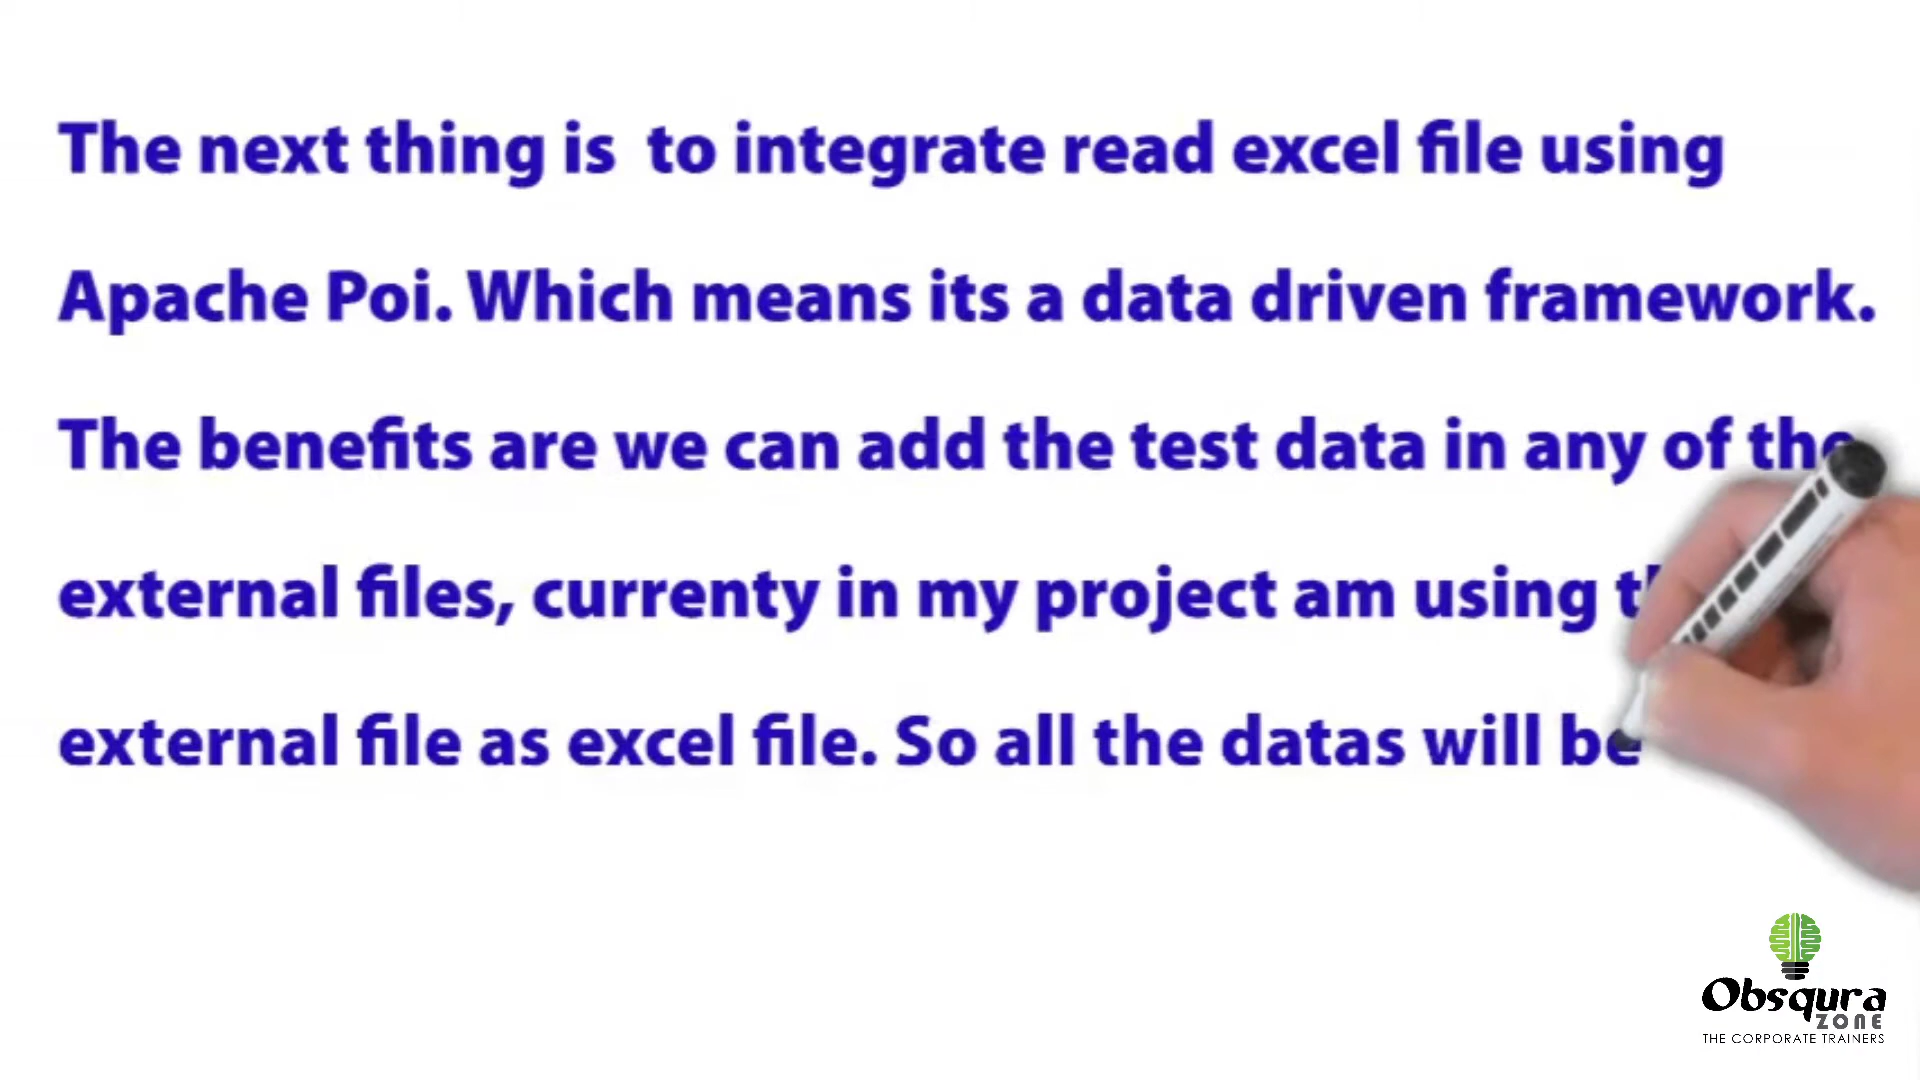 The next thing is to integrate read excel file using
Apache Poi. Which means its a data driven framework.
The benefits are we can add the test data in any of the
external files, currenty in my project am using
external file as excel file. So all the datas will be
Obsqura
ZONE
THE CORPORATE TRAINERS